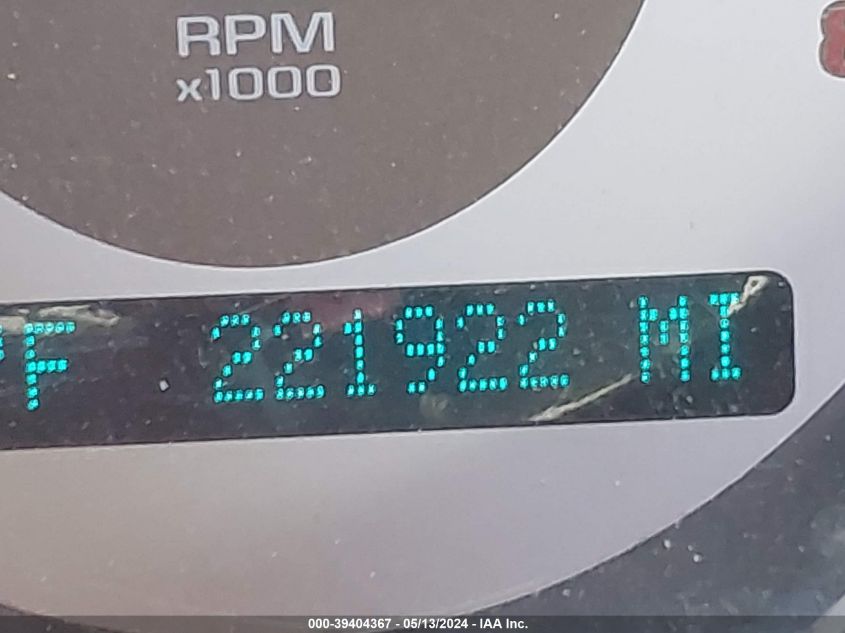 RPM
x1000
°F 221922 MI
000-39404367 - 05/13/2024 - IAA Inc.